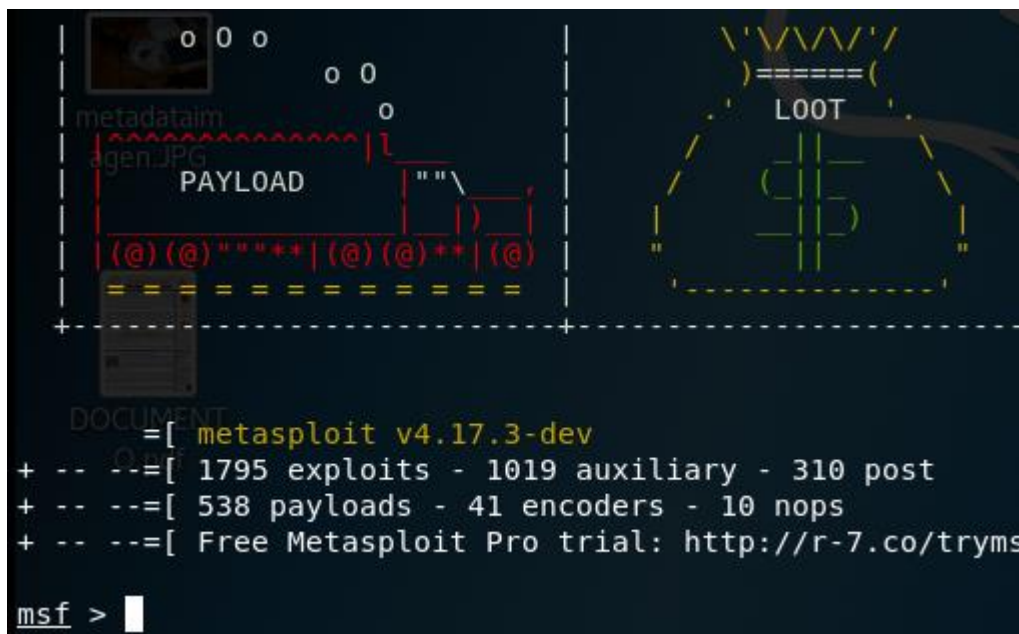 o O o
o O
o
metadataim
agen.JPG
PAYLOAD
LOOT
DOCUMENT
O.pdf
=[ metasploit v4.17.3-dev
+ -- --=[ 1795 exploits - 1019 auxiliary - 310 post
+ -- --=[ 538 payloads - 41 encoders - 10 nops
+ -- --=[ Free Metasploit Pro trial: http://r-7.co/tryms
msf >